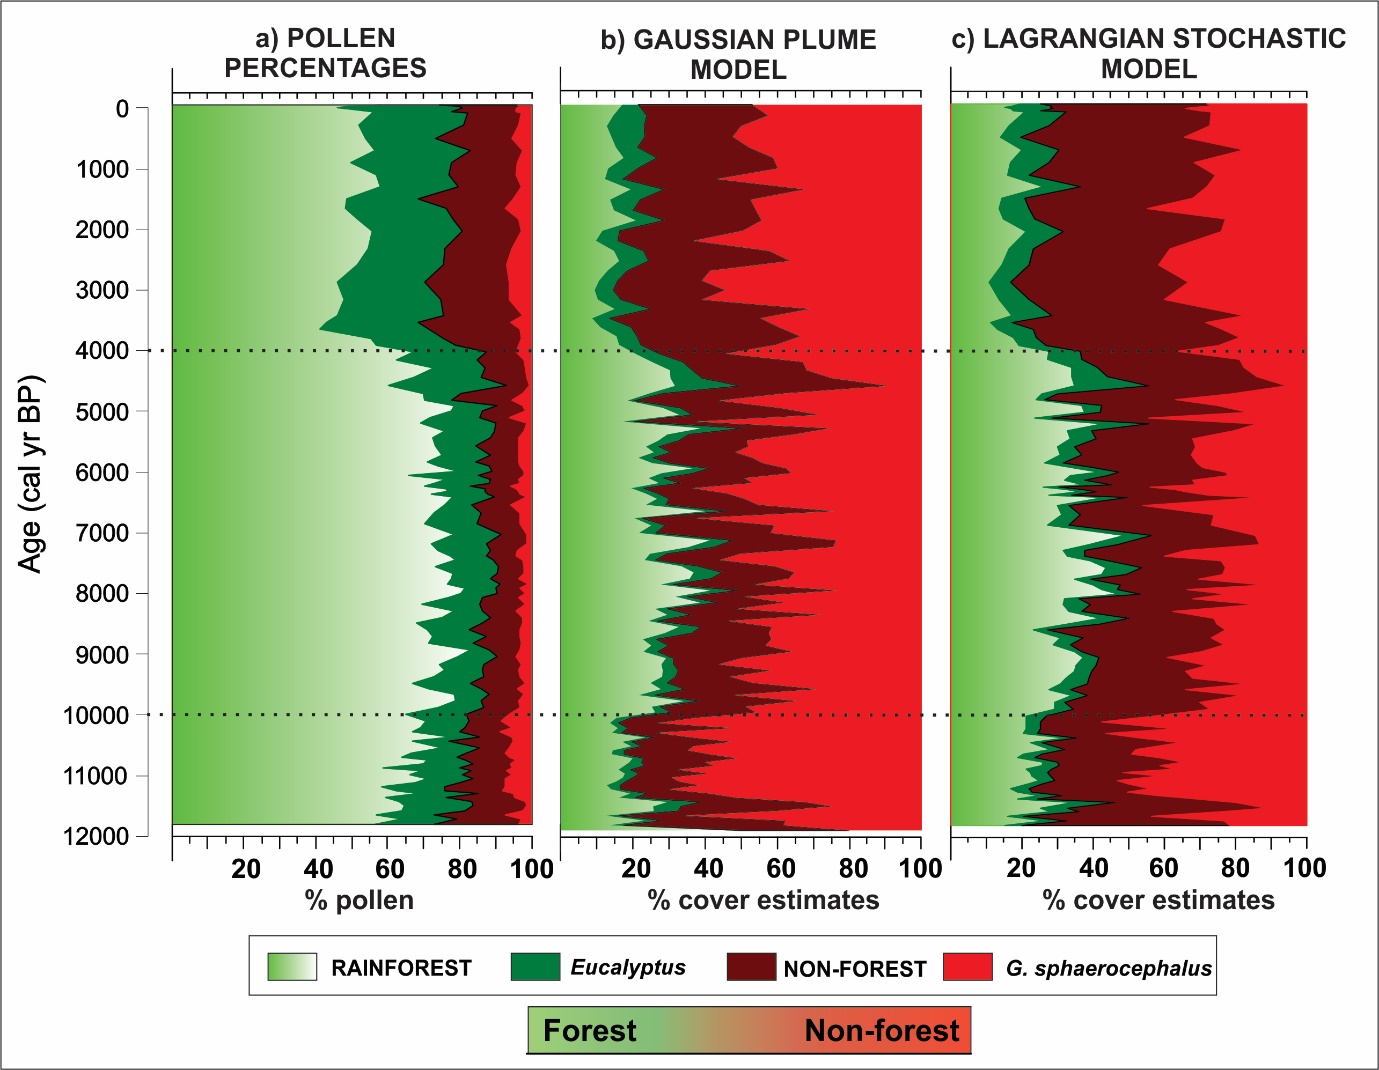 a) POLLEN
PERCENTAGES
b) GAUSSIAN PLUME
MODEL
c) LAGRANGIAN STOCHASTIC
MODEL
Age (cal yr BP)
0
1000
2000
3000
4000
5000
6000
7000
8000
9000
10000
11000
12000
20 40 60 80 100
% pollen
20 40 60 80 100
% cover estimates
20 40 60 80 100
% cover estimates
RAINFOREST Eucalyptus NON-FOREST G. sphaerocephalus
Forest Non-forest